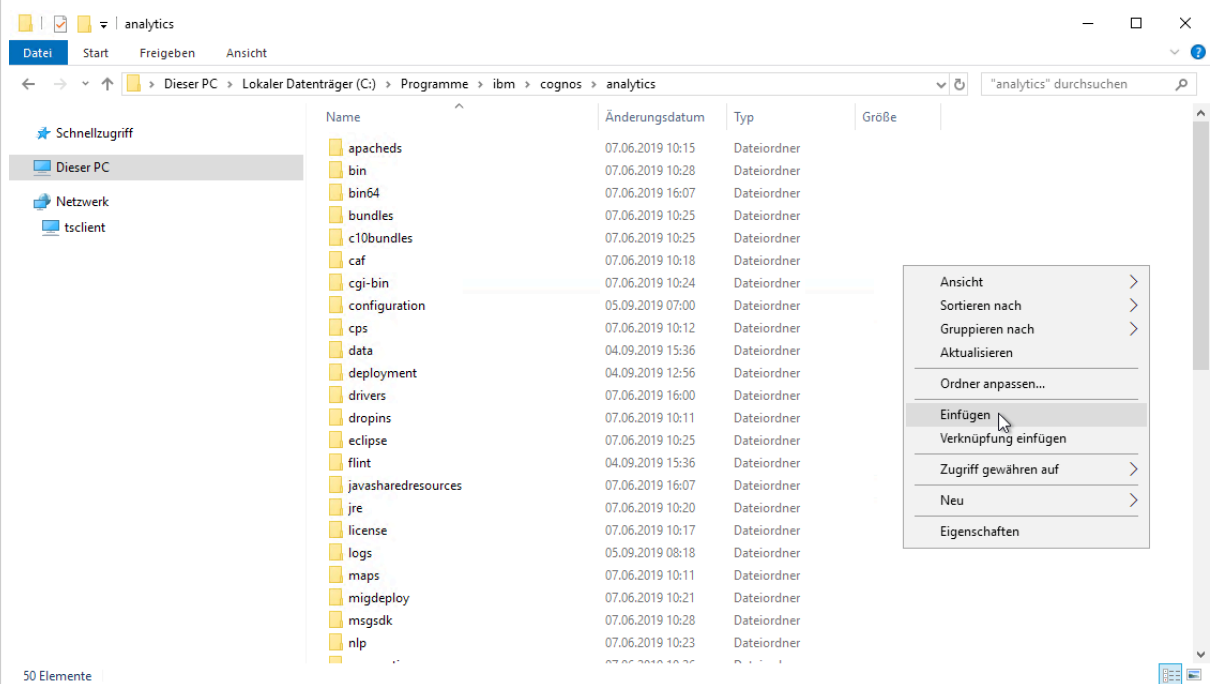 analytics
Datei Start Freigeben Ansicht
Dieser PC > Lokaler Datenträger (C:) > Programme > ibm > cognos > analytics
"analytics" durchsuchen
Schnellzugriff
Dieser PC
Netzwerk
tsclient
Name Änderungsdatum Typ Größe
apacheds 07.06.2019 10:15 Dateiordner
bin 07.06.2019 10:28 Dateiordner
bin64 07.06.2019 16:07 Dateiordner
bundles 07.06.2019 10:25 Dateiordner
c10bundles 07.06.2019 10:25 Dateiordner
caf 07.06.2019 10:18 Dateiordner
cgi-bin 07.06.2019 10:24 Dateiordner
configuration 05.09.2019 07:00 Dateiordner
cps 07.06.2019 10:12 Dateiordner
data 04.09.2019 15:36 Dateiordner
deployment 04.09.2019 12:56 Dateiordner
drivers 07.06.2019 16:00 Dateiordner
dropins 07.06.2019 10:11 Dateiordner
eclipse 07.06.2019 10:25 Dateiordner
flint 04.09.2019 15:36 Dateiordner
javasharedresources 07.06.2019 16:07 Dateiordner
jre 07.06.2019 10:20 Dateiordner
license 07.06.2019 10:17 Dateiordner
logs 05.09.2019 08:18 Dateiordner
maps 07.06.2019 10:11 Dateiordner
migdeploy 07.06.2019 10:21 Dateiordner
msgsdk 07.06.2019 10:28 Dateiordner
nlp 07.06.2019 10:23 Dateiordner
Ansicht
Sortieren nach
Gruppieren nach
Aktualisieren
Ordner anpassen...
Einfügen
Verknüpfung einfügen
Zugriff gewähren auf
Neu
Eigenschaften
50 Elemente